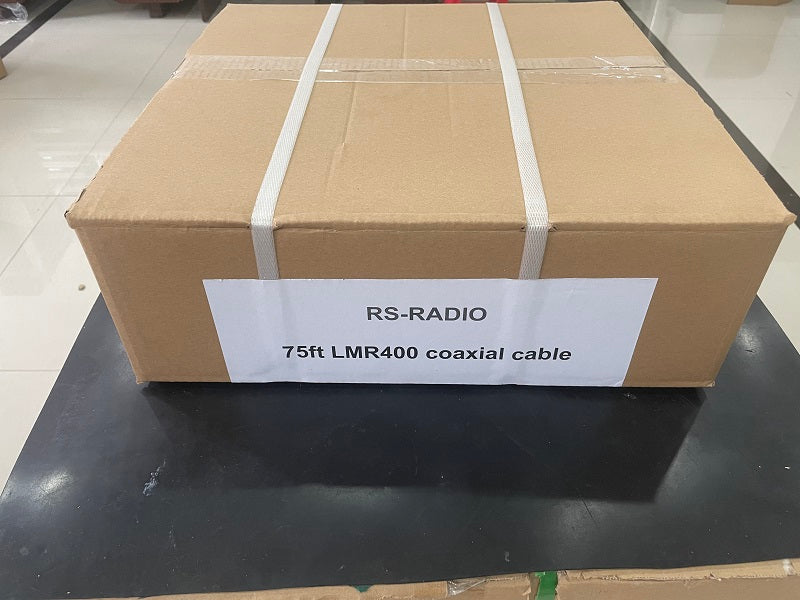 RS-RADIO
75ft LMR400 coaxial cable